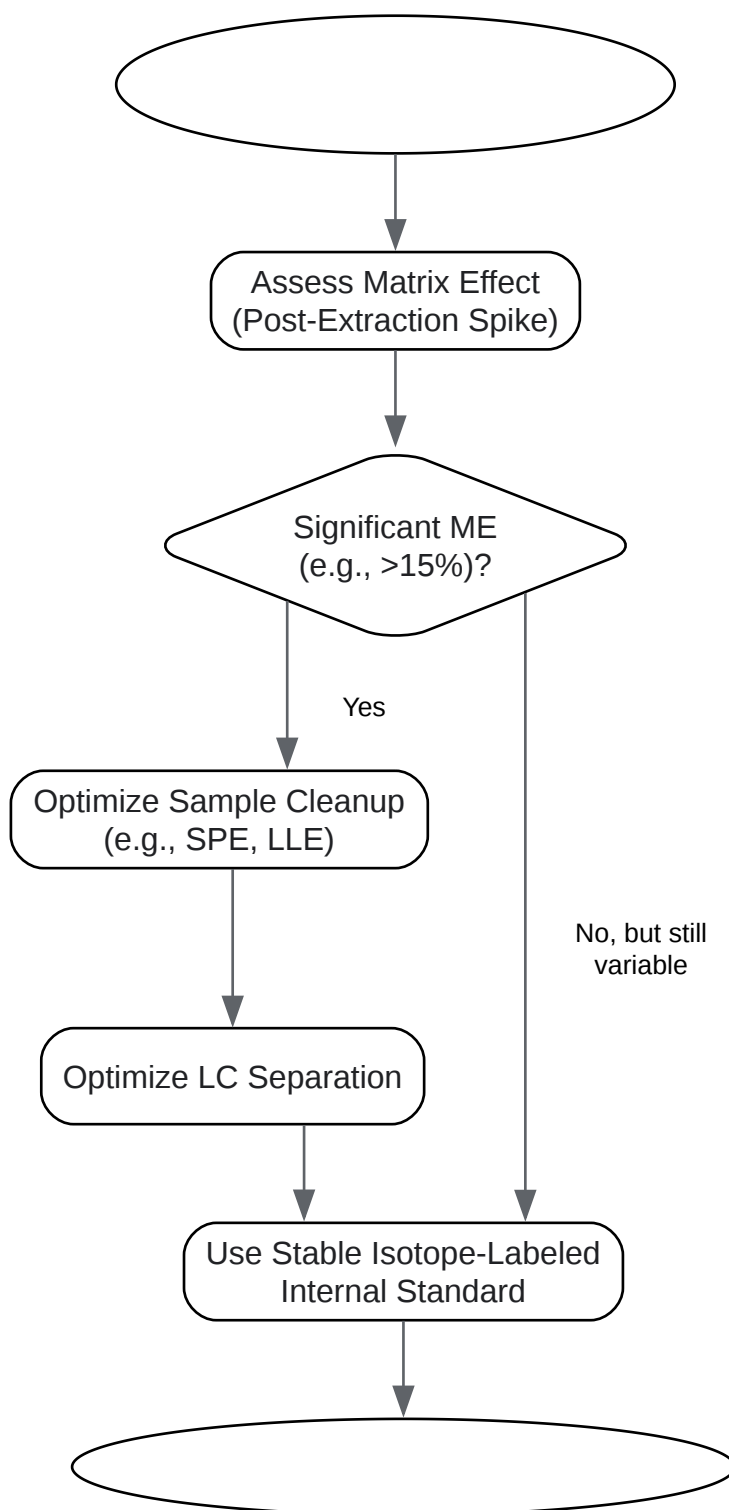 Assess Matrix Effect
(Post-Extraction Spike)
Significant ME
(e.g., >15%)?
Yes
Optimize Sample Cleanup
(e.g., SPE, LLE)
No, but still
variable
Optimize LC Separation
Use Stable Isotope-Labeled
Internal Standard